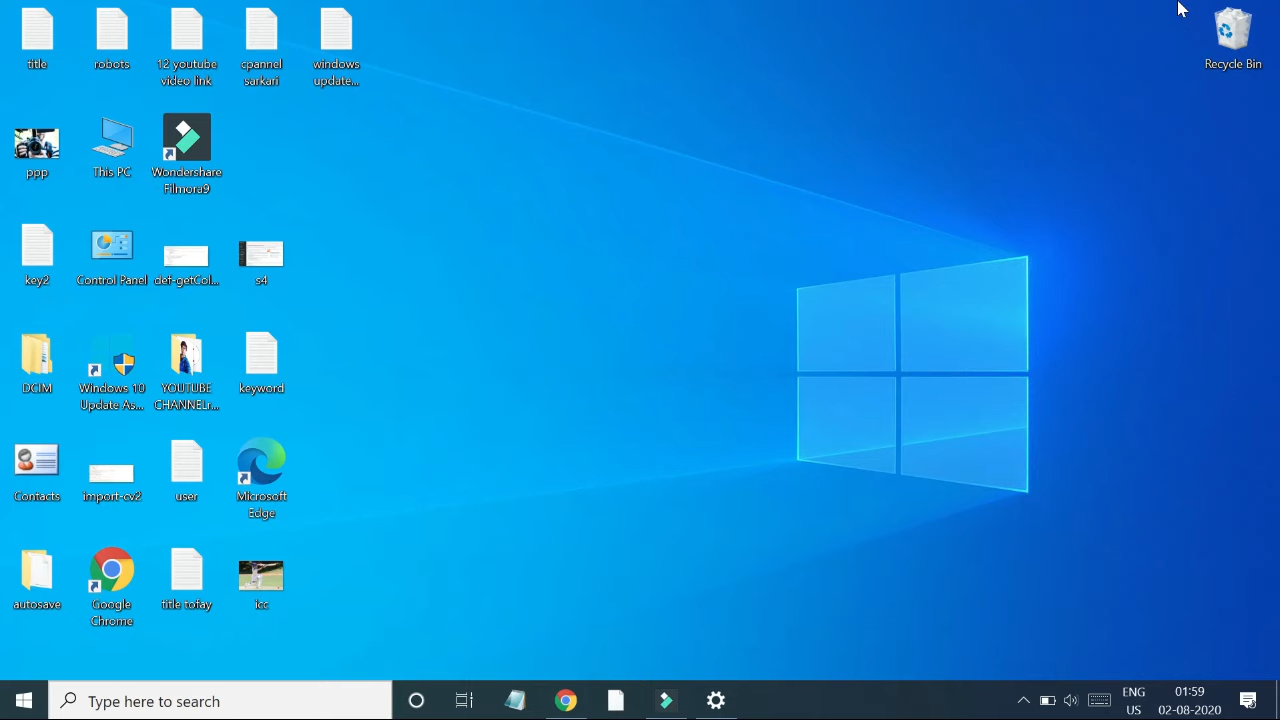 title
robots
12 youtube
video link
cpannel
sarkari
windows
update...
Recycle Bin
ppp
This PC
Wondershare
Filmora9
key2
Control Panel
def-getCol...
s4
DCIM
Windows 10
Update As...
YOUTUBE
CHANNELr...
keyword
Contacts
import-cv2
user
Microsoft
Edge
autosave
Google
Chrome
title tofay
icc
Type here to search
ENG
US
01:59
02-08-2020